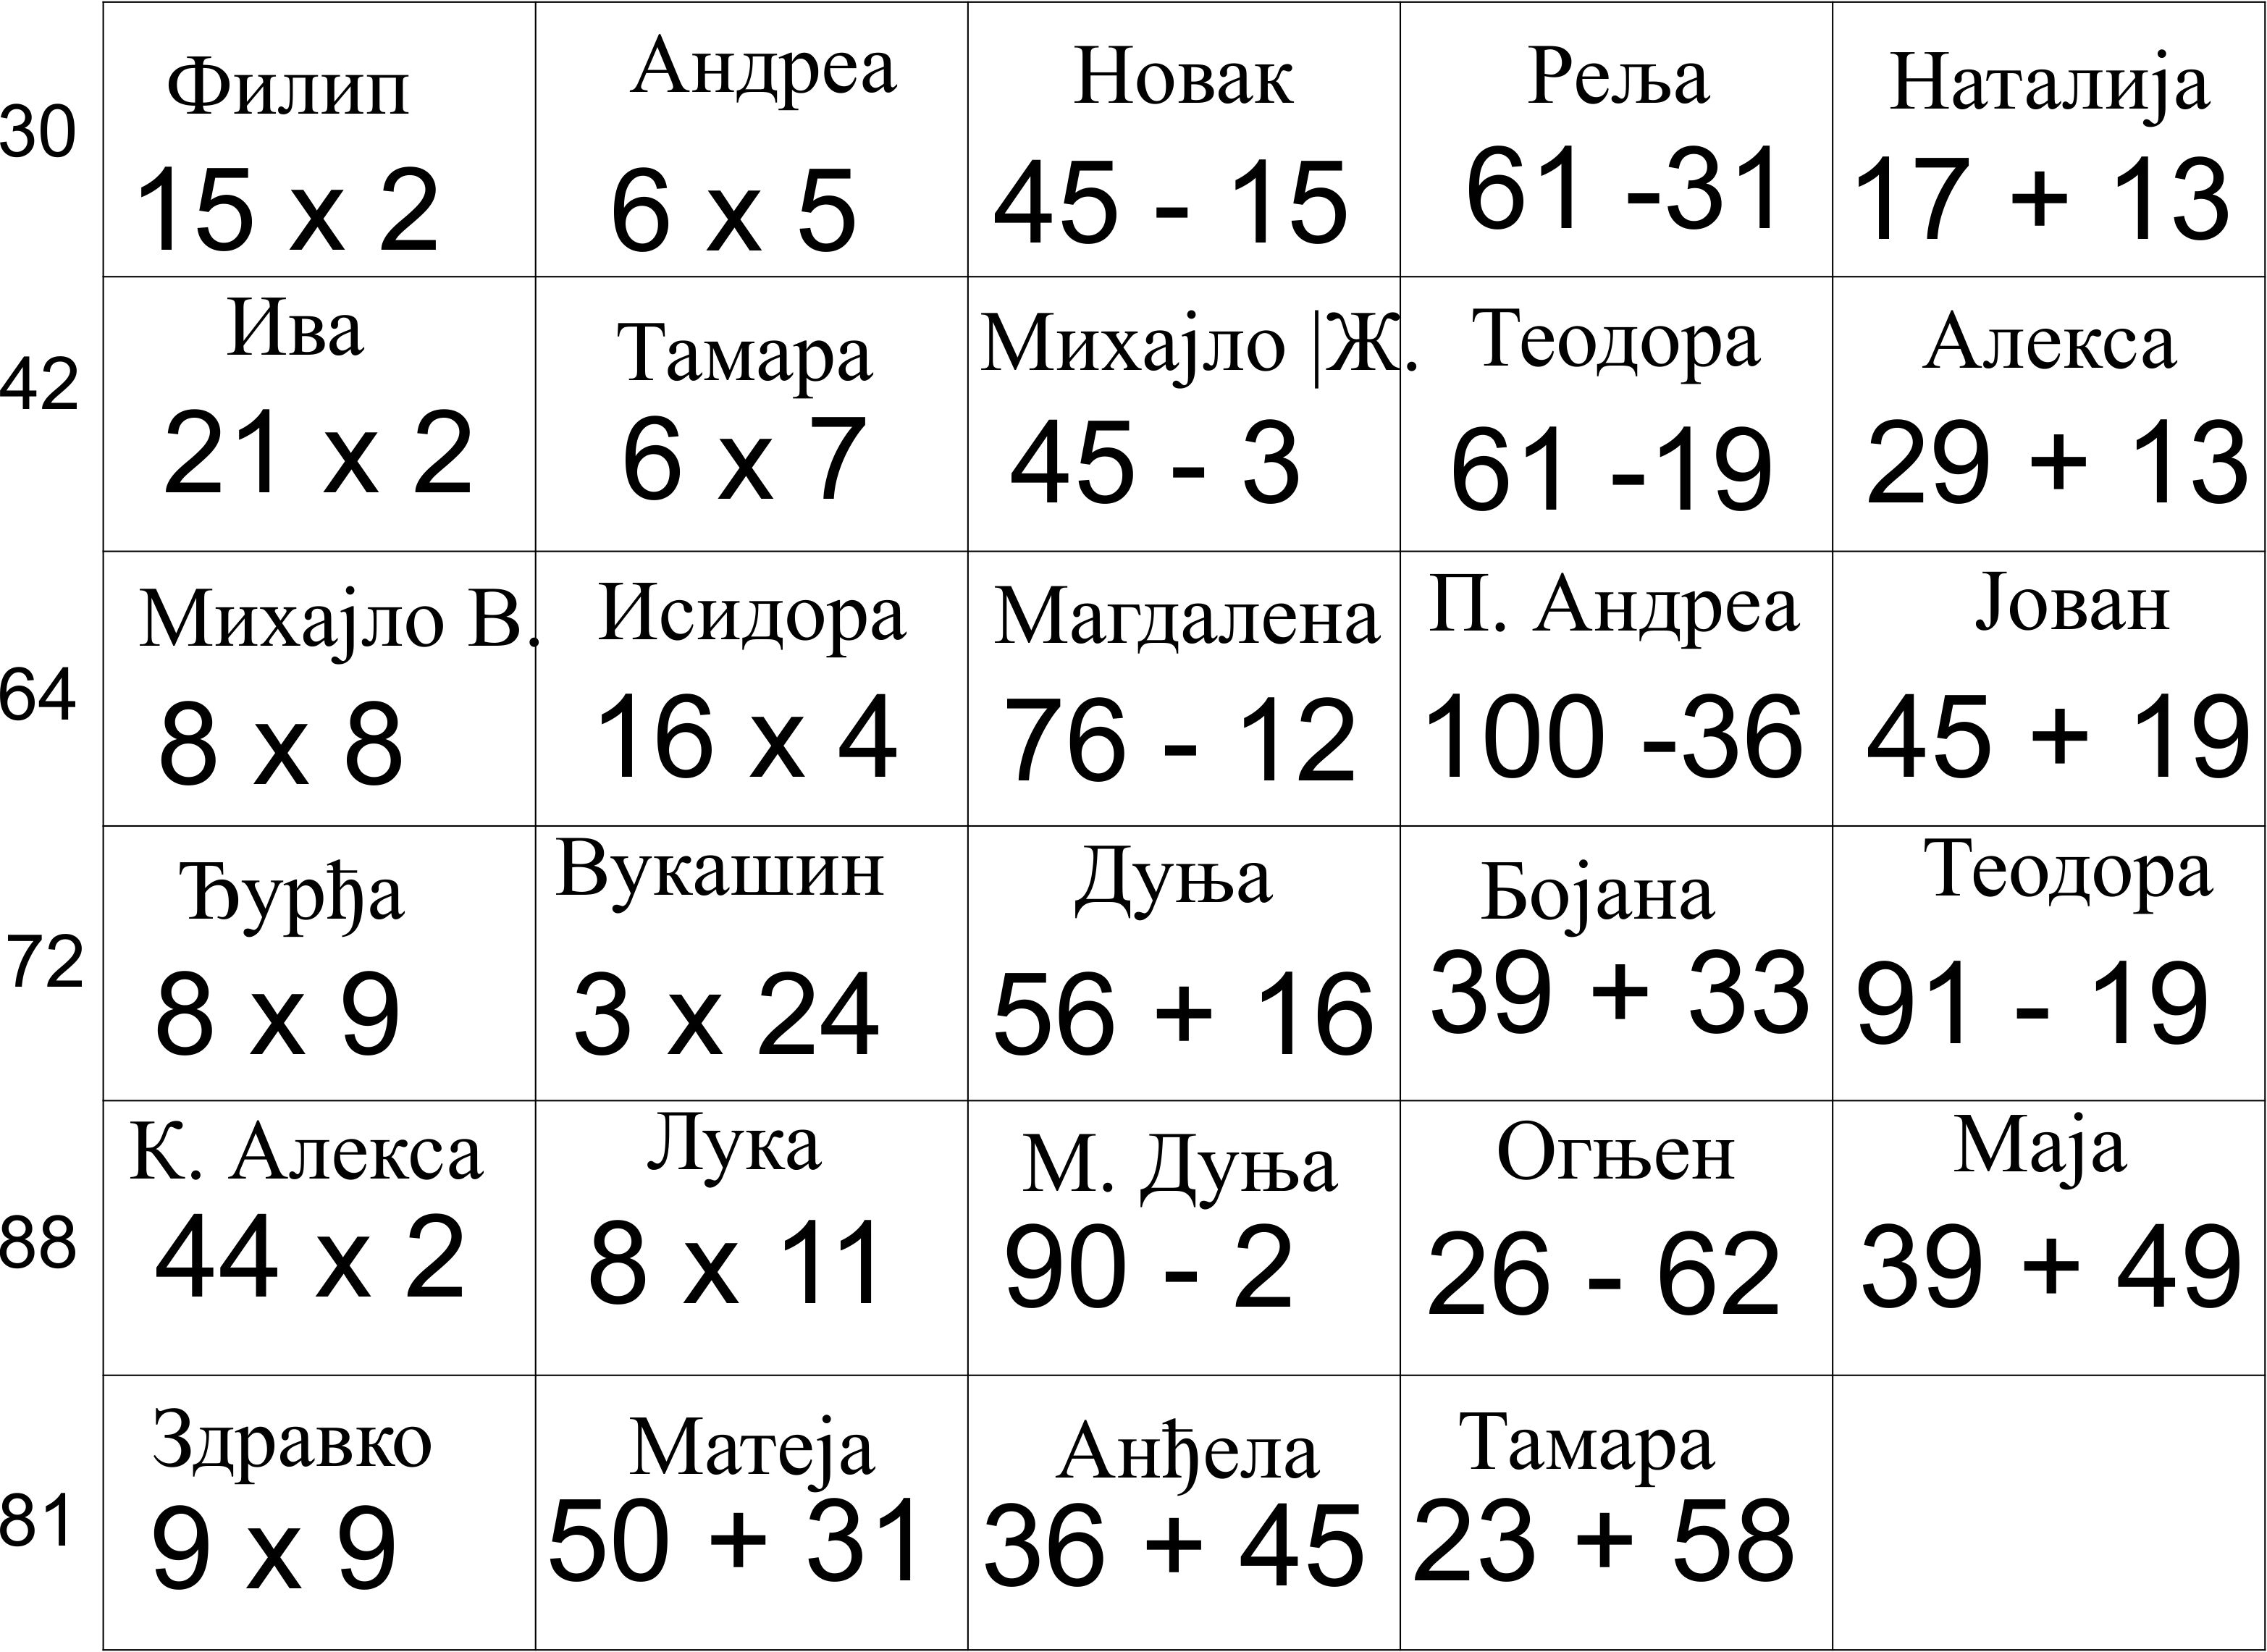 30
Филип
15 x 2
Андреа
6 x 5
Новак
45 - 15
Реља
61 -31
Наталија
17 + 13
42
Ива
21 x 2
Тамара
6 x 7
Михајло |Ж.
45 - 3
Теодора
61 -19
Алекса
29 + 13
64
Михајло В.
8 x 8
Исидора
16 x 4
Магдалена
76 - 12
П. Андреа
100 -36
Јован
45 + 19
72
Ђурђа
8 x 9
Вукашин
3 x 24
Дуња
56 + 16
Бојана
39 + 33
Теодора
91 - 19
88
К. Алекса
44 x 2
Лука
8 x 11
М. Дуња
90 - 2
Огњен
26 - 62
Маја
39 + 49
81
Здравко
9 x 9
Матеја
50 + 31
Анђела
36 + 45
Тамара
23 + 58